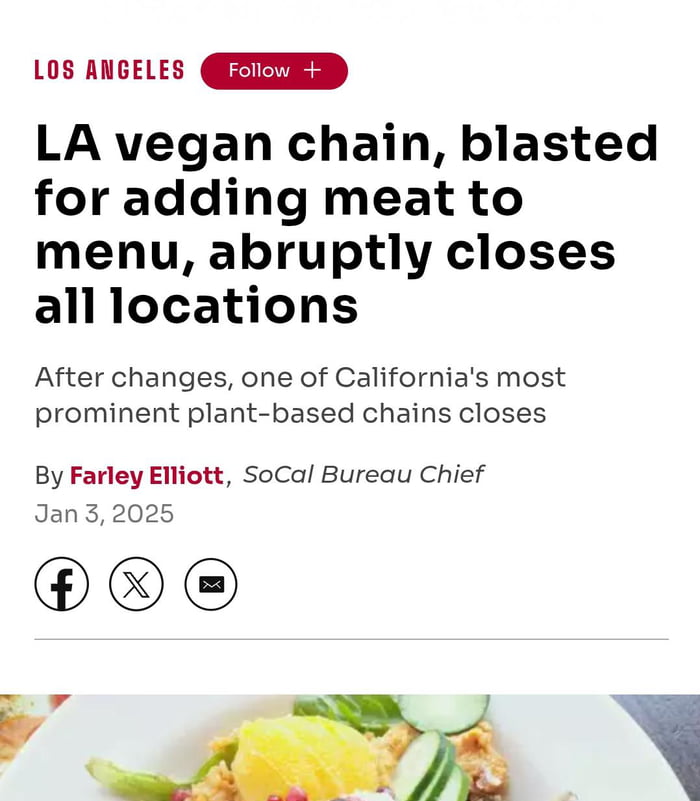 LOS ANGELES Follow +
LA vegan chain, blasted
for adding meat to
menu, abruptly closes
all locations
After changes, one of California's most
prominent plant-based chains closes
By Farley Elliott, SoCal Bureau Chief
Jan 3, 2025